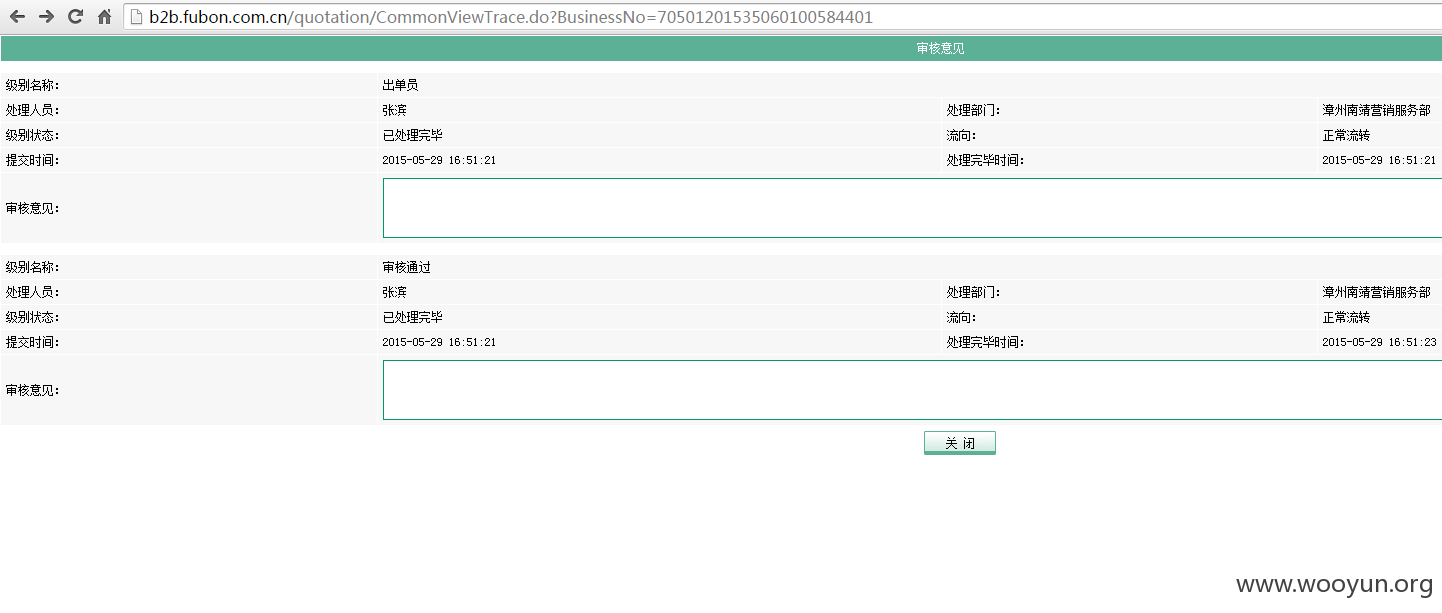 b2b.fubon.com.cn/quotation/CommonViewTrace.do?BusinessNo=70501201535060100584401
审核意见
级别名称： 出单员
处理人员： 张滨 处理部门： 漳州南靖营销服务部
级别状态： 已处理完毕 流向： 正常流转
提交时间： 2015-05-29 16:51:21 处理完毕时间： 2015-05-29 16:51:21
审核意见：
级别名称： 审核通过
处理人员： 张滨 处理部门： 漳州南靖营销服务部
级别状态： 已处理完毕 流向： 正常流转
提交时间： 2015-05-29 16:51:21 处理完毕时间： 2015-05-29 16:51:23
审核意见：
关 闭
www.wooyun.org